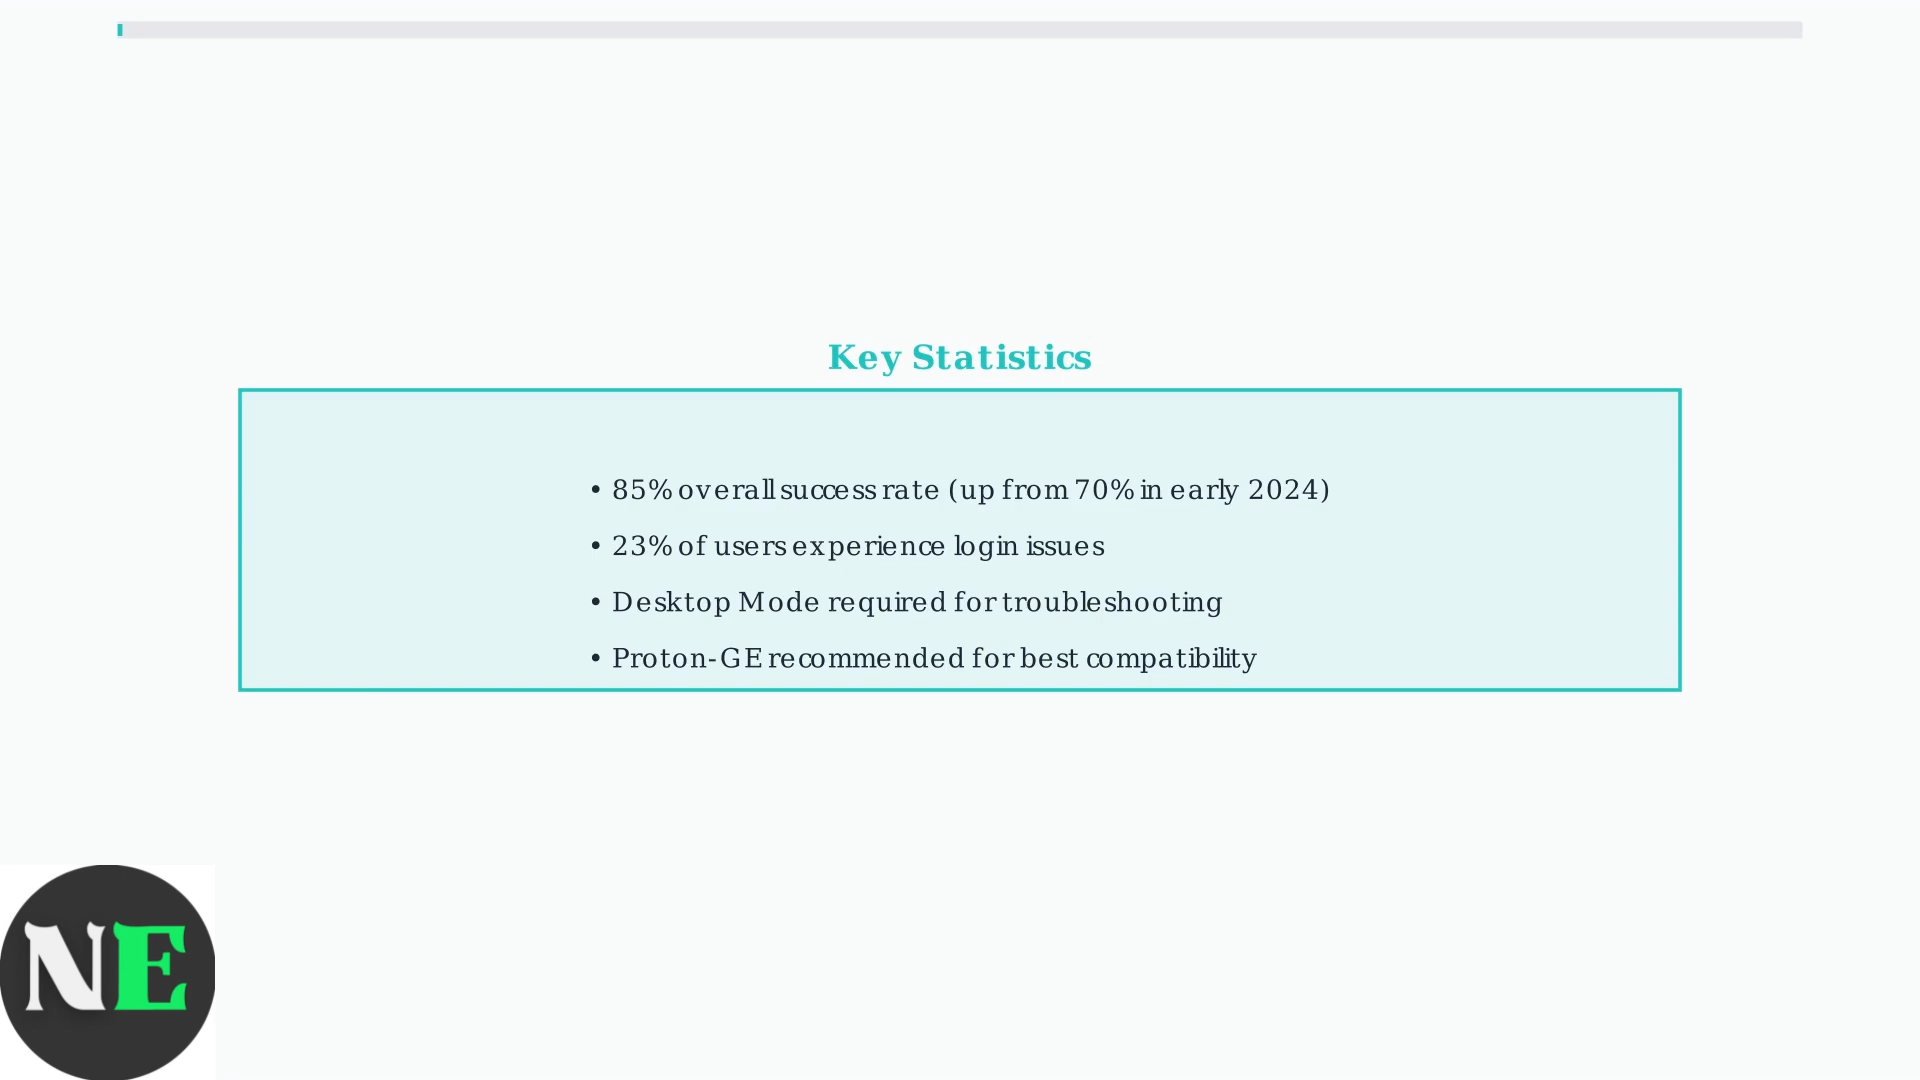 Key Statistics
• 85% overall success rate (up from 70% in early 2024)
• 23% of users experience login issues
• Desktop Mode required for troubleshooting
• Proton-GE recommended for best compatibility
NE